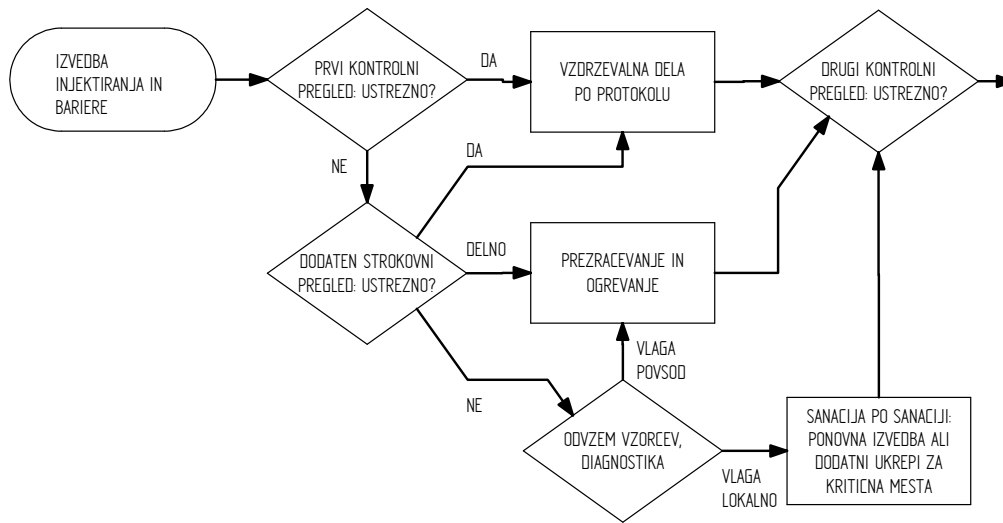 IZVEDBA
INJEKTIRANJA IN
BARIERE
PRVI KONTROLNI
PREGLED: USTREZNO?
DA
VZDRZEVALNA DELA
PO PROTOKOLU
DRUGI KONTROLNI
PREGLED: USTREZNO?
NE
DA
DODATEN STROKOVNI
PREGLED: USTREZNO?
DELNO
PREZRACEVANJE IN
OGREVANJE
NE
VLAGA
POVSOD
ODVZEM VZORCEV,
DIAGNOSTIKA
VLAGA
LOKALNO
SANACIJA PO SANACIJI:
PONOVNA IZVEDBA ALI
DODATNI UKREPI ZA
KRITICNA MESTA